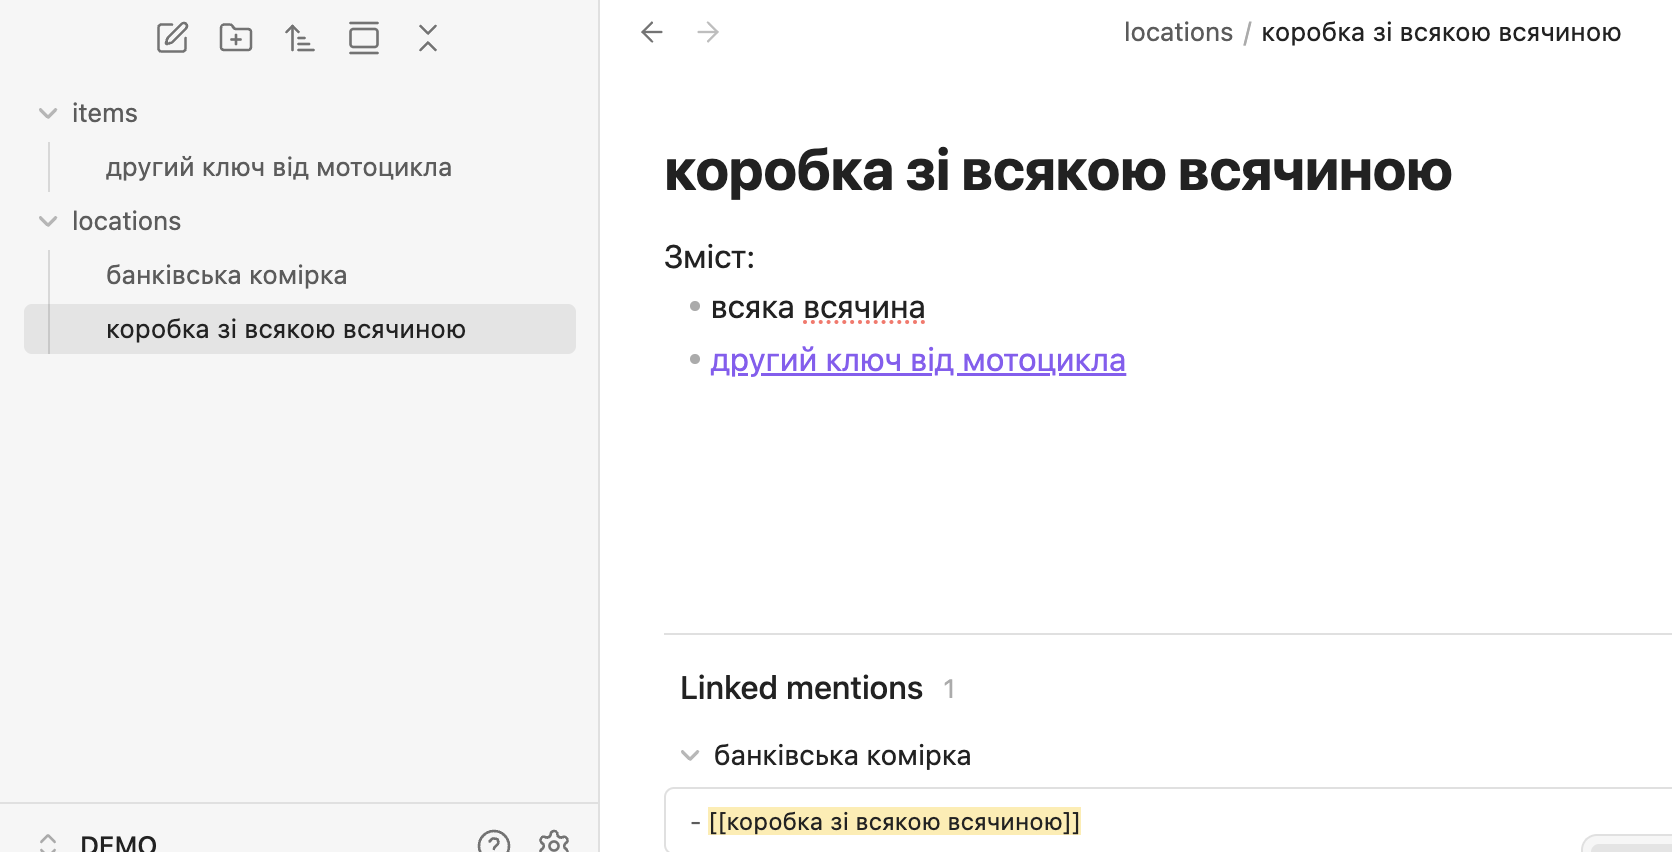 items
другий ключ від мотоцикла
locations
банківська комірка
коробка зі всякою всячиною
DEMO
locations / коробка зі всякою всячиною
коробка зі всякою всячиною
Зміст:
всяка всячина
другий ключ від мотоцикла
Linked mentions 1
банківська комірка
- [[коробка зі всякою всячиною]]